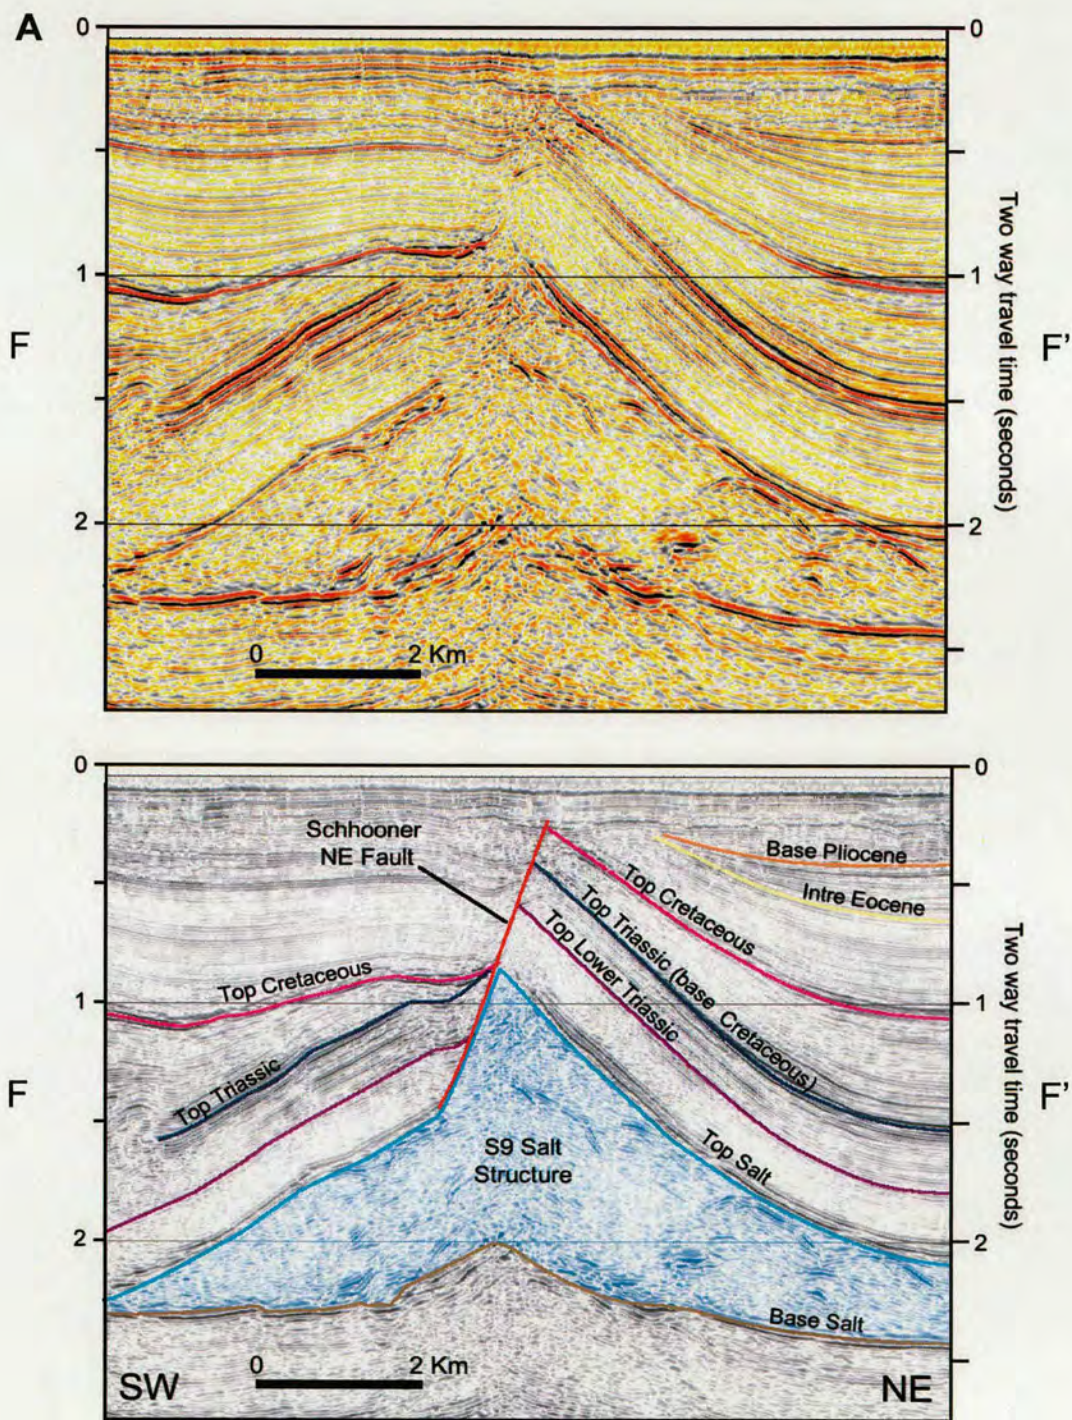 A
0
0
1
1
2
2
F
F'
Two way travel time (seconds)
0
2 Km
0
0
Schhooner
NE Fault
Base Pliocene
Intre Eocene
Top Cretaceous
Top Triassic (base Cretaceous)
Top Lower Triassic
Top Cretaceous
Top Triassic
1
1
F
F'
Two way travel time (seconds)
S9 Salt
Structure
Top Salt
2
2
Base Salt
0
2 Km
SW
NE